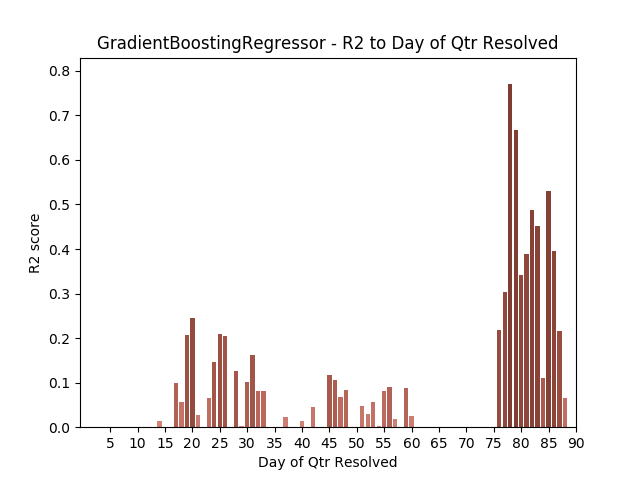 GradientBoostingRegressor - R2 to Day of Qtr Resolved
0.8
0.7
0.6
0.5
0.4
0.3
0.2
0.1
0.0
R2 score
5 10 15 20 25 30 35 40 45 50 55 60 65 70 75 80 85 90
Day of Qtr Resolved